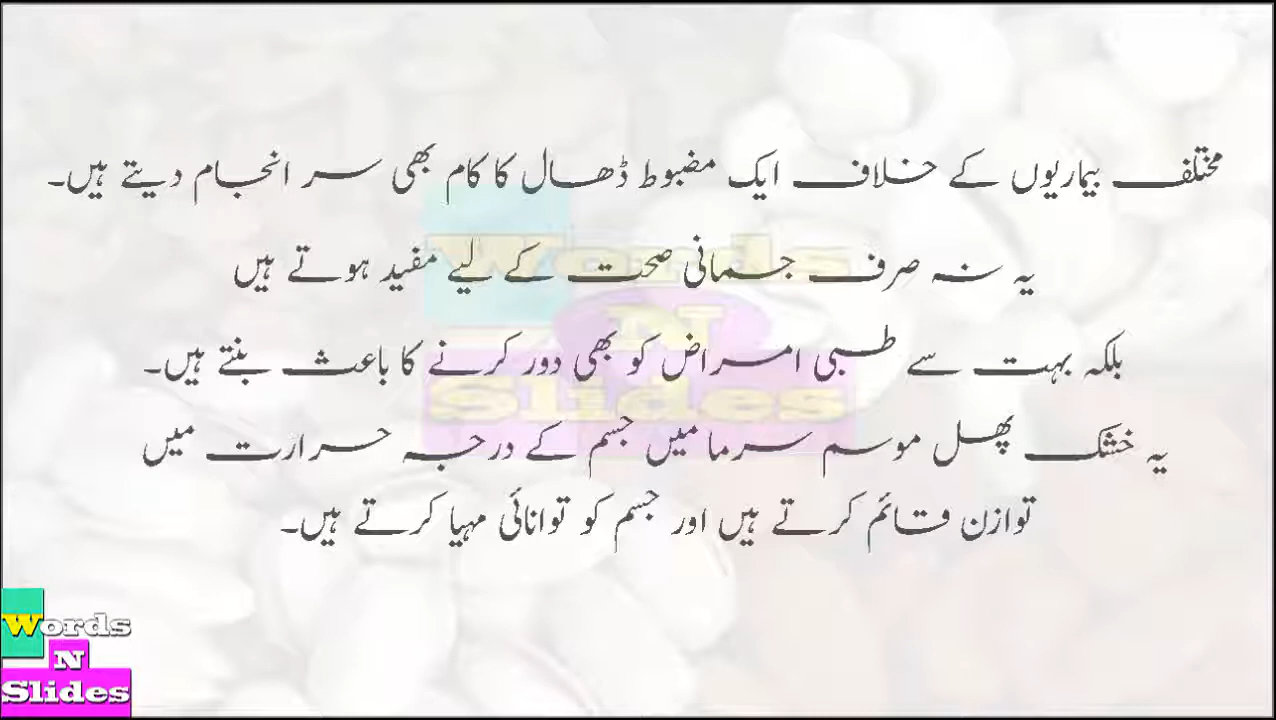 مختلف بیماریوں کے خلاف ایک مضبوط ڈھال کا کام بھی سر انجام دیتے ہیں۔
یہ نہ صرف جسمانی صحت کے لیے مفید ہوتے ہیں
بلکہ بہت سے طبی امراض کو بھی دور کرنے کا باعث بنتے ہیں۔
یہ خشک پھل موسم سرما میں جسم کے درجہ حرارت میں
توازن قائم کرتے ہیں اور جسم کو توانائی مہیا کرتے ہیں۔
Words
N
Slides
Words
N
Slides